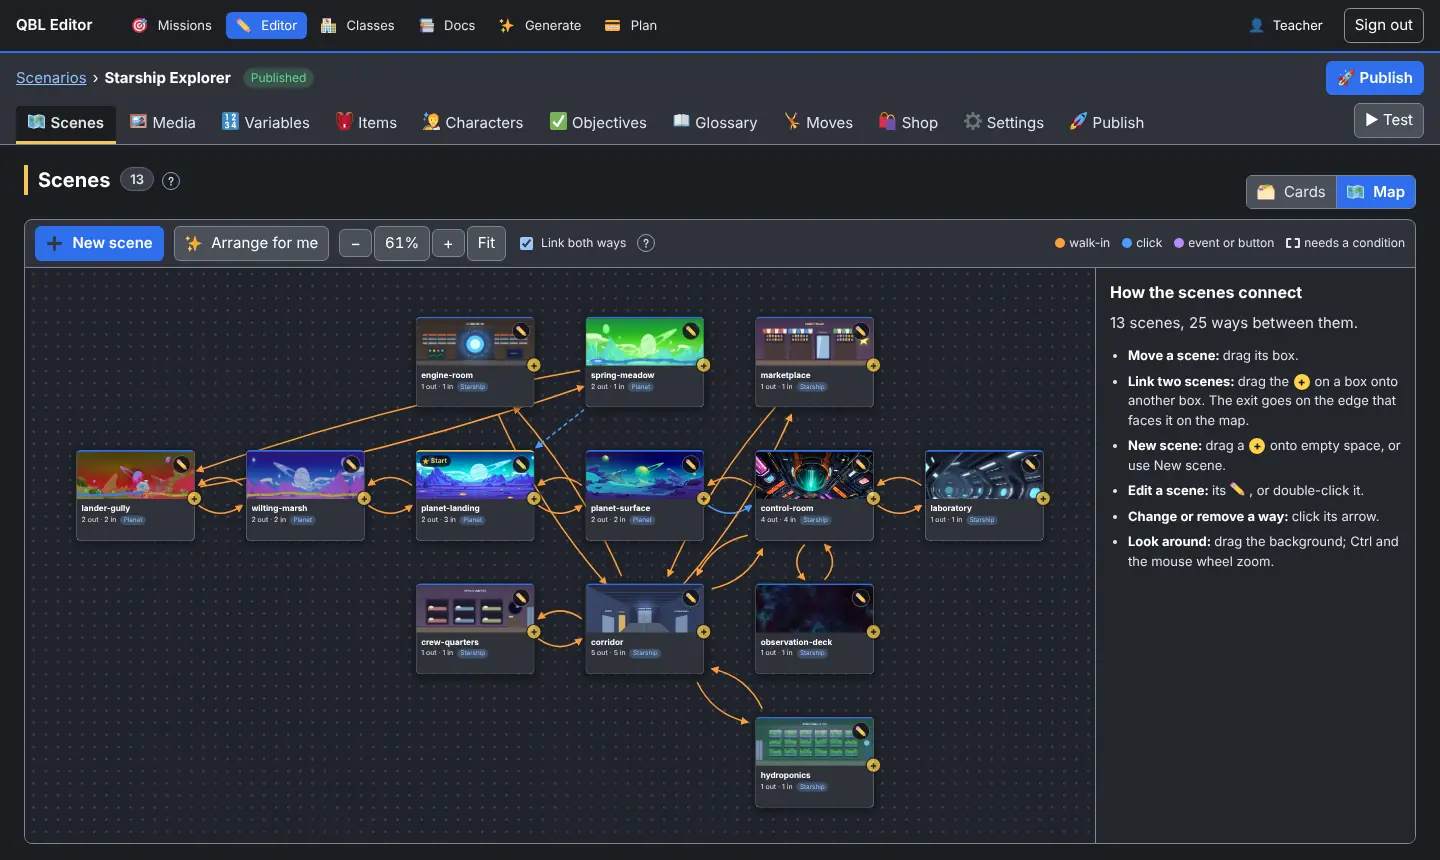 QBL Editor
Missions
Editor
Classes
Docs
Generate
Plan
Teacher
Sign out
Scenarios › Starship Explorer
Published
Publish
Scenes
Media
Variables
Items
Characters
Objectives
Glossary
Moves
Shop
Settings
Publish
Test
Scenes 13 ?
Cards
Map
New scene
Arrange for me
− 61% + Fit
Link both ways ?
walk-in
click
event or button
needs a condition
How the scenes connect
13 scenes, 25 ways between them.
• Move a scene: drag its box.
• Link two scenes: drag the + on a box onto
another box. The exit goes on the edge that
faces it on the map.
• New scene: drag a + onto empty space, or
use New scene.
• Edit a scene: its , or double-click it.
• Change or remove a way: click its arrow.
• Look around: drag the background; Ctrl and
the mouse wheel zoom.
engine-room
1 out · 1 in Starship
spring-meadow
2 out · 1 in Planet
marketplace
1 out · 1 in Starship
lander-gully
2 out · 2 in Planet
wilting-marsh
2 out · 2 in Planet
Start
planet-landing
2 out · 3 in Planet
planet-surface
2 out · 2 in Planet
control-room
4 out · 4 in Starship
laboratory
1 out · 1 in Starship
crew-quarters
1 out · 1 in Starship
corridor
5 out · 5 in Starship
observation-deck
1 out · 1 in Starship
hydroponics
1 out · 1 in Starship